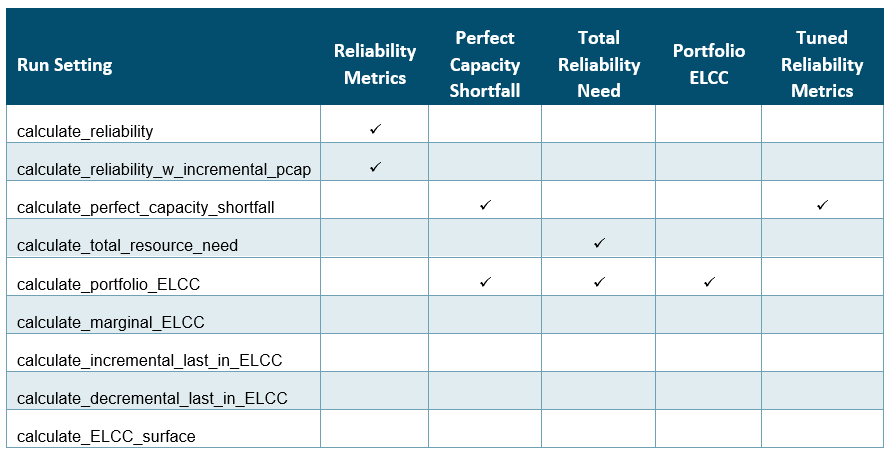 Run Setting
Reliability
Metrics
Perfect
Capacity
Shortfall
Total
Reliability
Need
Portfolio
ELCC
Tuned
Reliability
Metrics
calculate_reliability ✓
calculate_reliability_w_incremental_pcap ✓
calculate_perfect_capacity_shortfall ✓ ✓
calculate_total_resource_need ✓
calculate_portfolio_ELCC ✓ ✓ ✓
calculate_marginal_ELCC
calculate_incremental_last_in_ELCC
calculate_decremental_last_in_ELCC
calculate_ELCC_surface